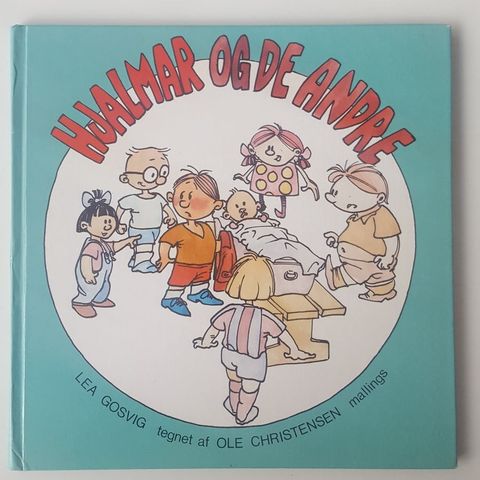 HJALMAR OG DE ANDRE
LEA GOSVIG tegnet af OLE CHRISTENSEN mallings